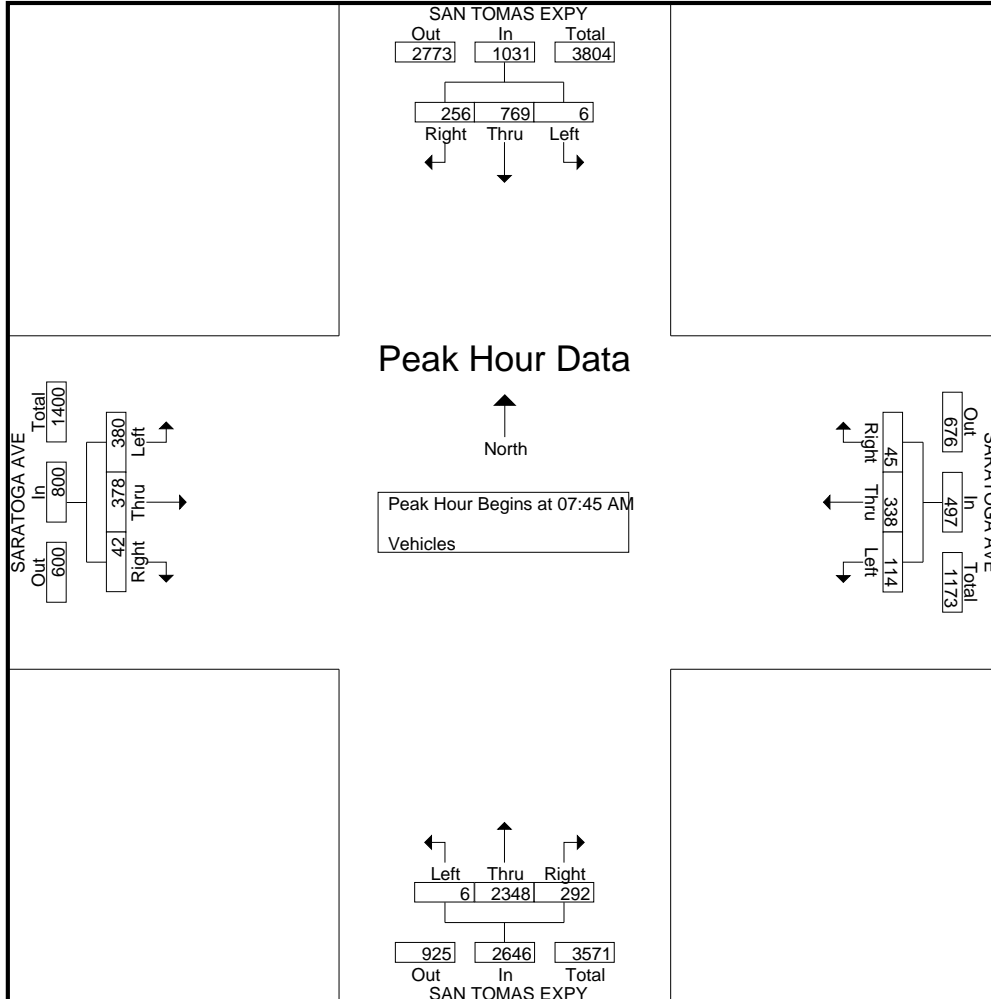 SAN TOMAS EXPY
Out In Total
2773 1031 3804
256 769 6
Right Thru Left
Peak Hour Data
North
Peak Hour Begins at 07:45 AM
Vehicles
SARATOGA AVE
Out In Total
600 800 1400
Right Thru Left
42 378 380
SARATOGA AVE
Out In Total
676 497 1173
Right Thru Left
45 338 114
Left Thru Right
6 2348 292
925 2646 3571
Out In Total
SAN TOMAS EXPY